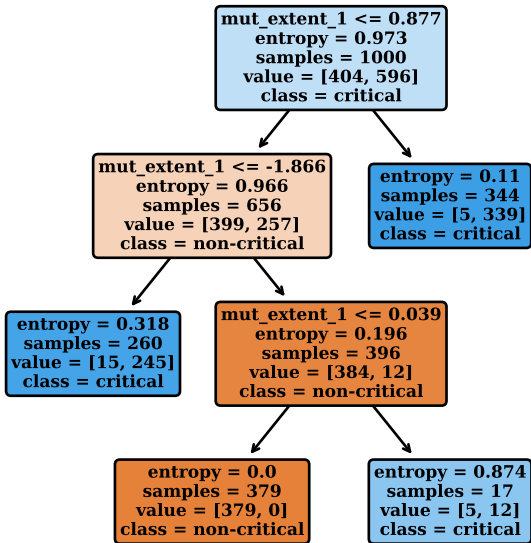 mut_extent_1 <= 0.877
entropy = 0.973
samples = 1000
value = [404, 596]
class = critical
mut_extent_1 <= -1.866
entropy = 0.966
samples = 656
value = [399, 257]
class = non-critical
entropy = 0.11
samples = 344
value = [5, 339]
class = critical
entropy = 0.318
samples = 260
value = [15, 245]
class = critical
mut_extent_1 <= 0.039
entropy = 0.196
samples = 396
value = [384, 12]
class = non-critical
entropy = 0.0
samples = 379
value = [379, 0]
class = non-critical
entropy = 0.874
samples = 17
value = [5, 12]
class = critical